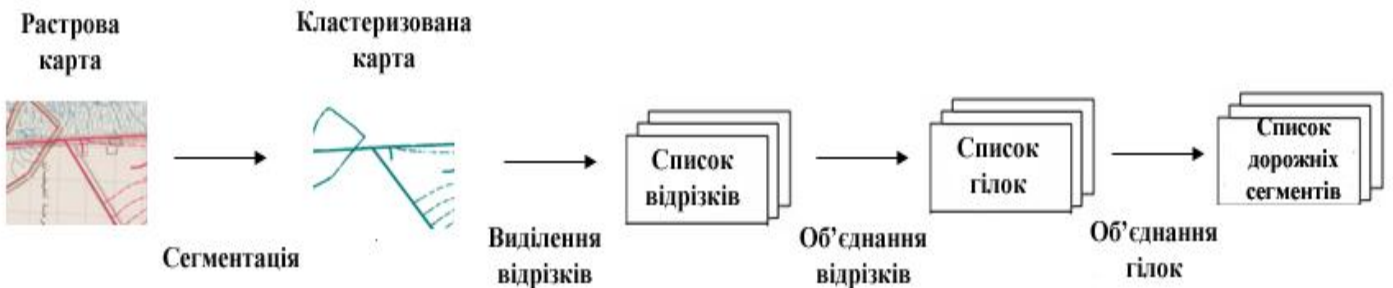 Растрова
карта
Кластеризована
карта
Список
відрізків
Список
гілок
Список
дорожніх
сегментів
Сегментація
Виділення
відрізків
Об’єднання
відрізків
Об’єднання
гілок